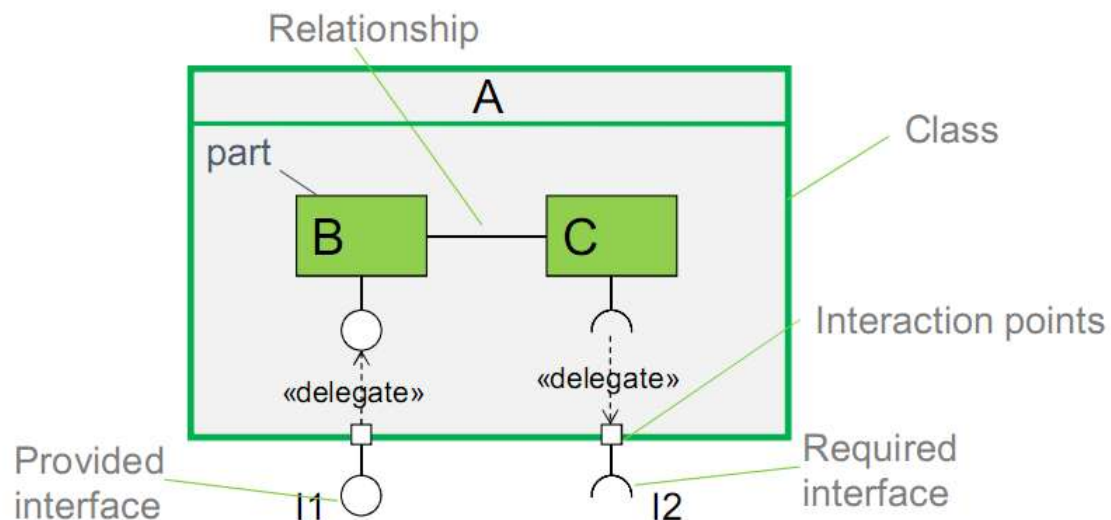 Relationship
A
Class
part
B
C
Interaction points
«delegate»
«delegate»
Provided
interface
I1
I2
Required
interface